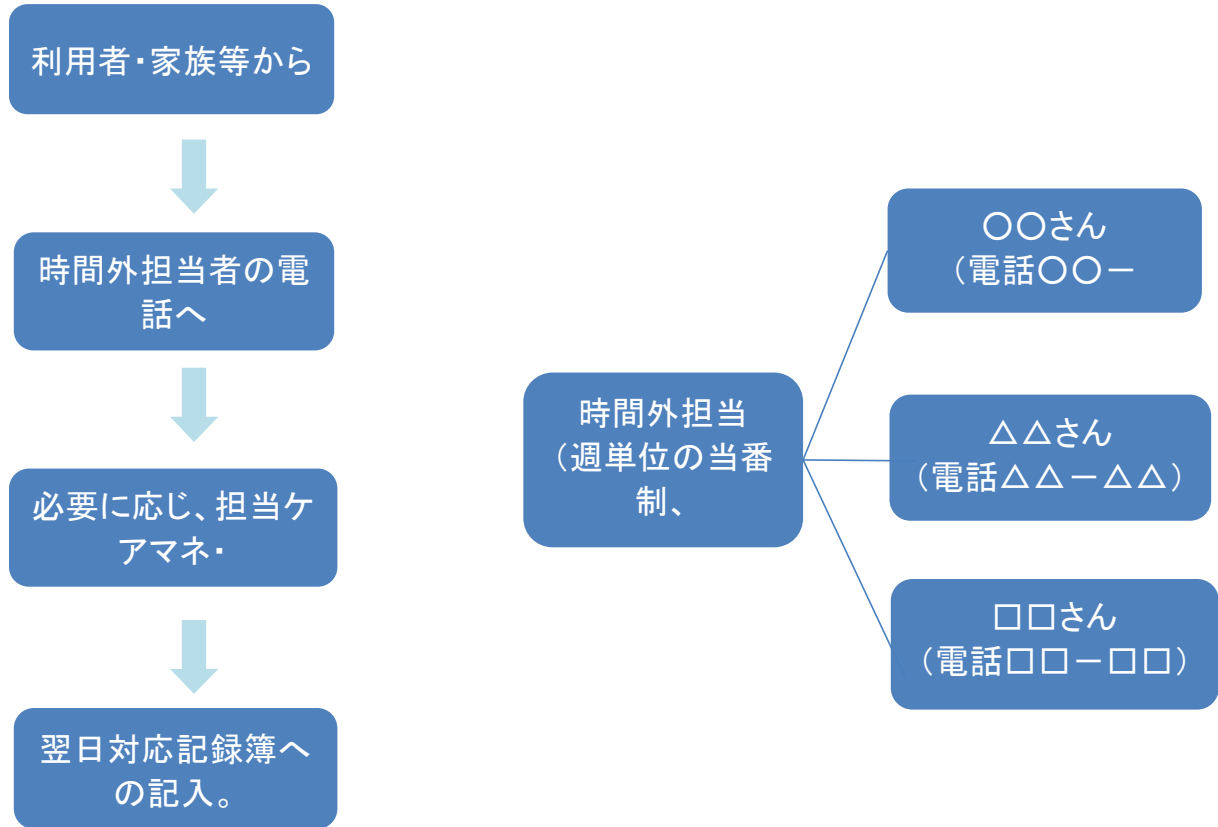 利用者・家族等から
時間外担当者の電
話へ
必要に応じ、担当ケ
アマネ・
翌日対応記録簿へ
の記入。
時間外担当
（週単位の当番
制、
〇〇さん
（電話〇〇－
△△さん
（電話△△－△△）
□□さん
（電話□□－□□）